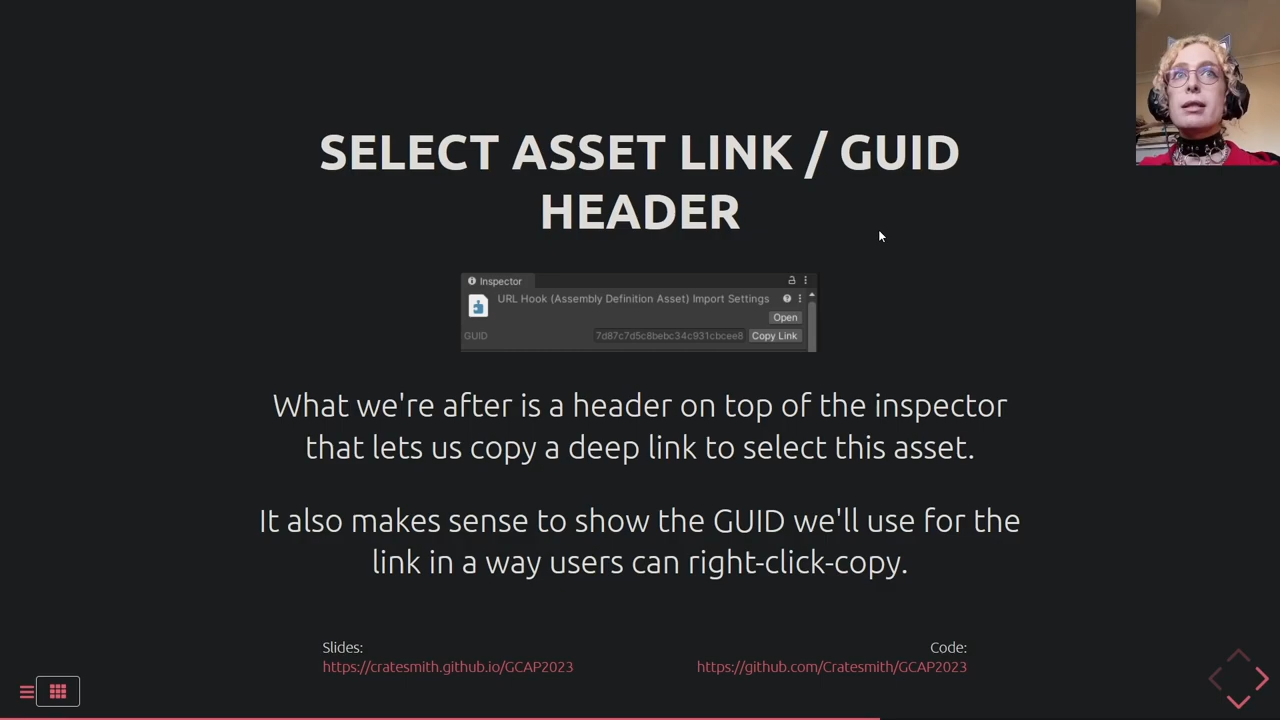 SELECT ASSET LINK / GUID
HEADER
Inspector
URL Hook (Assembly Definition Asset) Import Settings
Open
GUID 7d87c7d5c8bebc34c931cbcee8 Copy Link
What we're after is a header on top of the inspector
that lets us copy a deep link to select this asset.
It also makes sense to show the GUID we'll use for the
link in a way users can right-click-copy.
Slides:
https://cratesmith.github.io/GCAP2023
Code:
https://github.com/Cratesmith/GCAP2023